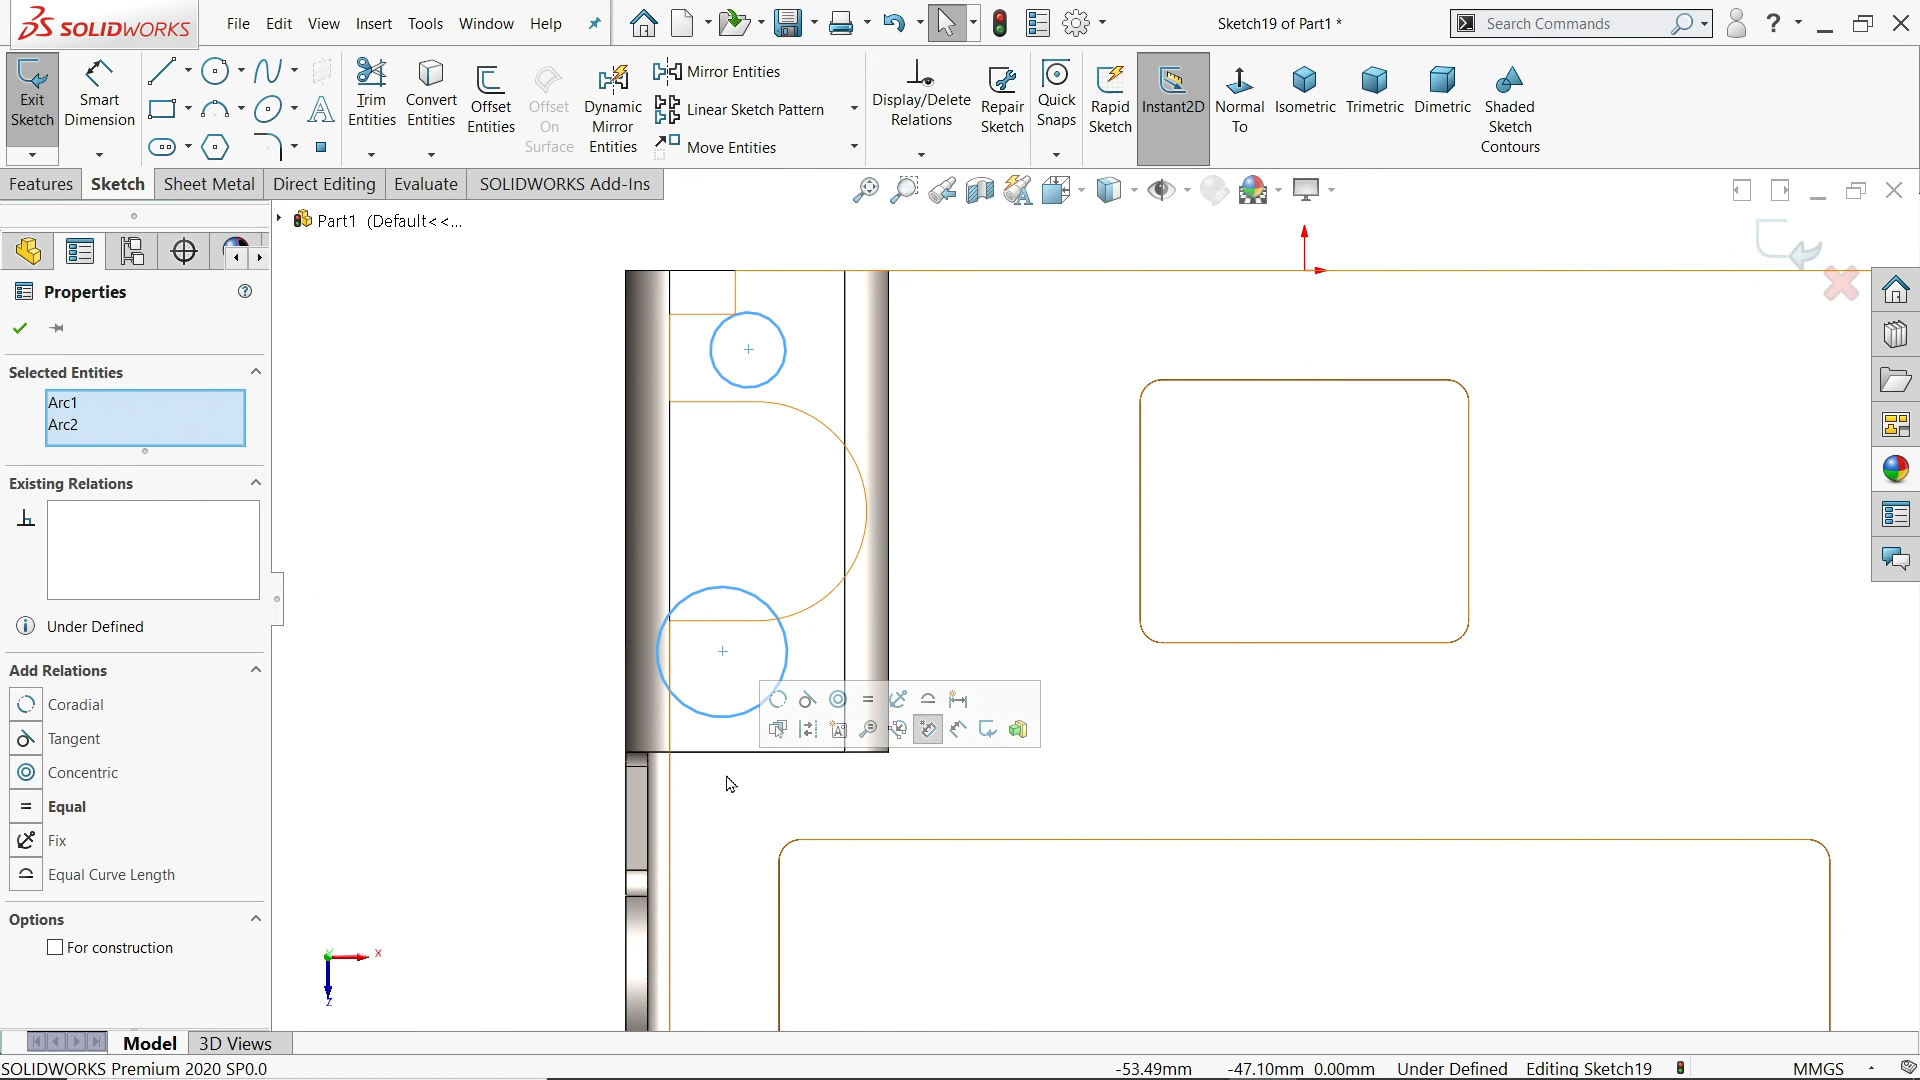 SOLIDWORKS
File Edit View Insert Tools Window Help
Sketch19 of Part1 *
Search Commands
Exit Sketch
Smart Dimension
Trim Entities
Convert Entities
Offset Entities
Offset On Surface
Dynamic Mirror Entities
Mirror Entities
Linear Sketch Pattern
Move Entities
Display/Delete Relations
Repair Sketch
Quick Snaps
Rapid Sketch
Instant2D
Normal To
Isometric
Trimetric
Dimetric
Shaded Sketch Contours
Features Sketch Sheet Metal Direct Editing Evaluate SOLIDWORKS Add-Ins
Part1 (Default<<...
Properties
Selected Entities
Arc1
Arc2
Existing Relations
Under Defined
Add Relations
Coradial
Tangent
Concentric
Equal
Fix
Equal Curve Length
Options
For construction
Y
X
Z
Model 3D Views
SOLIDWORKS Premium 2020 SP0.0
-53.49mm -47.10mm 0.00mm Under Defined Editing Sketch19 MMGS